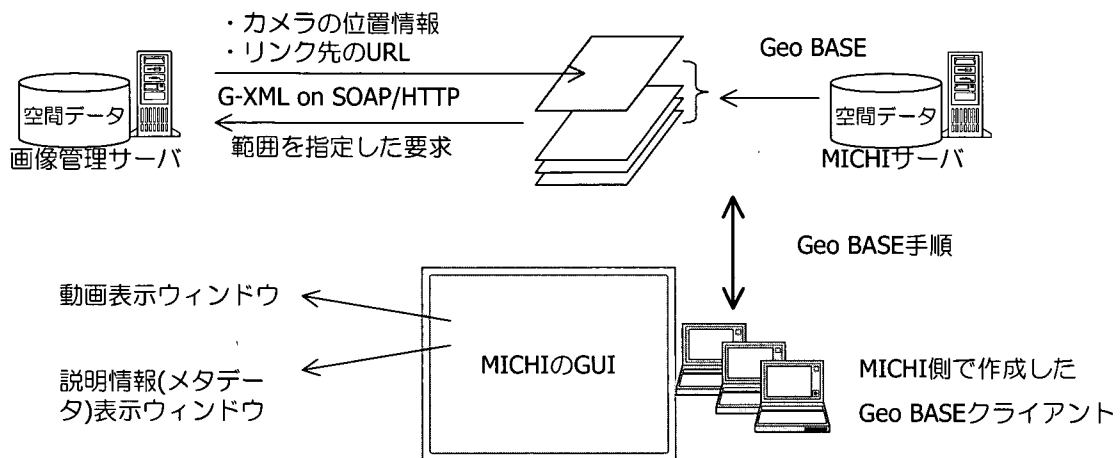 ・カメラの位置情報
・リンク先のURL
Geo BASE
空間データ
G-XML on SOAP/HTTP
空間データ
画像管理サーバ
範囲を指定した要求
MICHIサーバ
Geo BASE手順
動画表示ウィンドウ
MICHIのGUI
説明情報(メタデー
タ)表示ウィンドウ
MICHI側で作成した
Geo BASEクライアント